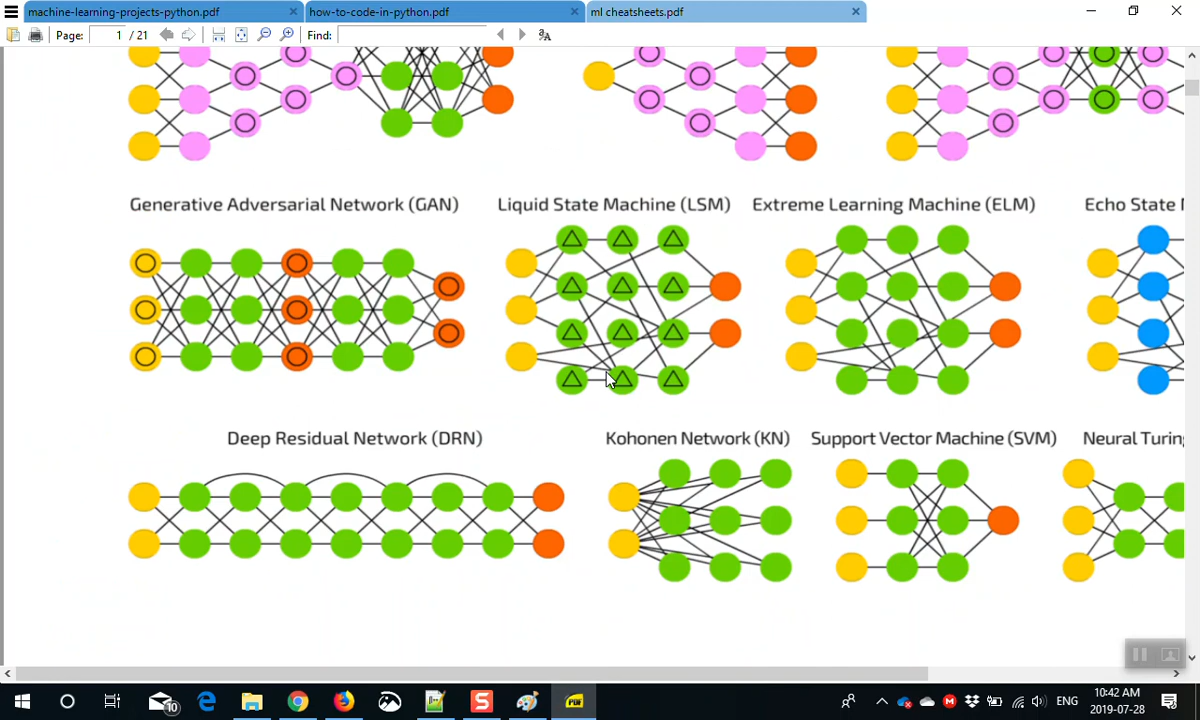 machine-learning-projects-python.pdf
how-to-code-in-python.pdf
ml cheatsheets.pdf
Page: 1 / 21
Find:
Generative Adversarial Network (GAN)
Liquid State Machine (LSM)
Extreme Learning Machine (ELM)
Echo State
Deep Residual Network (DRN)
Kohonen Network (KN)
Support Vector Machine (SVM)
Neural Turing
10
PDF
ENG
10:42 AM
2019-07-28